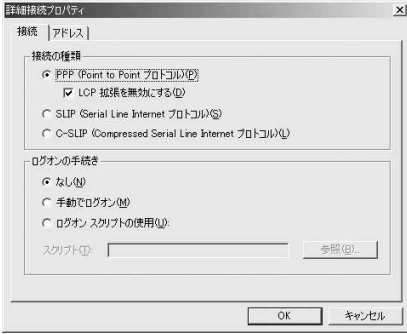 詳細接続プロパティ
接続 アドレス
接続の種類
PPP (Point to Point プロトコル)(P)
LCP 拡張を無効にする(D)
SLIP (Serial Line Internet プロトコル)(S)
C-SLIP (Compressed Serial Line Internet プロトコル)(L)
ログオンの手続き
なし(N)
手動でログオン(M)
ログオン スクリプトの使用(U):
スクリプト(T): 参照(B)...
OK キャンセル